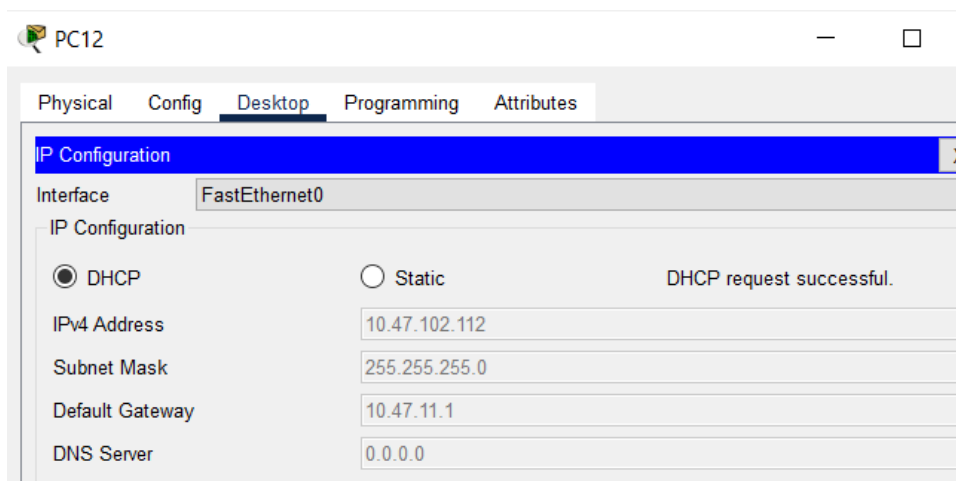 PC12
Physical Config Desktop Programming Attributes
IP Configuration
Interface FastEthernet0
IP Configuration
DHCP Static DHCP request successful.
IPv4 Address 10.47.102.112
Subnet Mask 255.255.255.0
Default Gateway 10.47.11.1
DNS Server 0.0.0.0